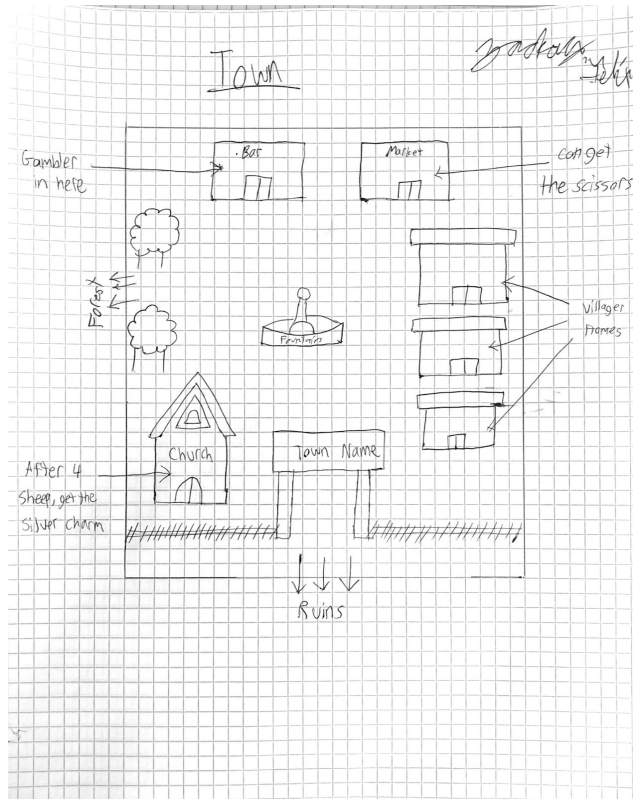 Town
Gambler
in here
Bar
Market
can get
the scissors
Forest
Fountain
Villager
Homes
Church
Town Name
After 4
Sheep, get the
Silver charm
Ruins